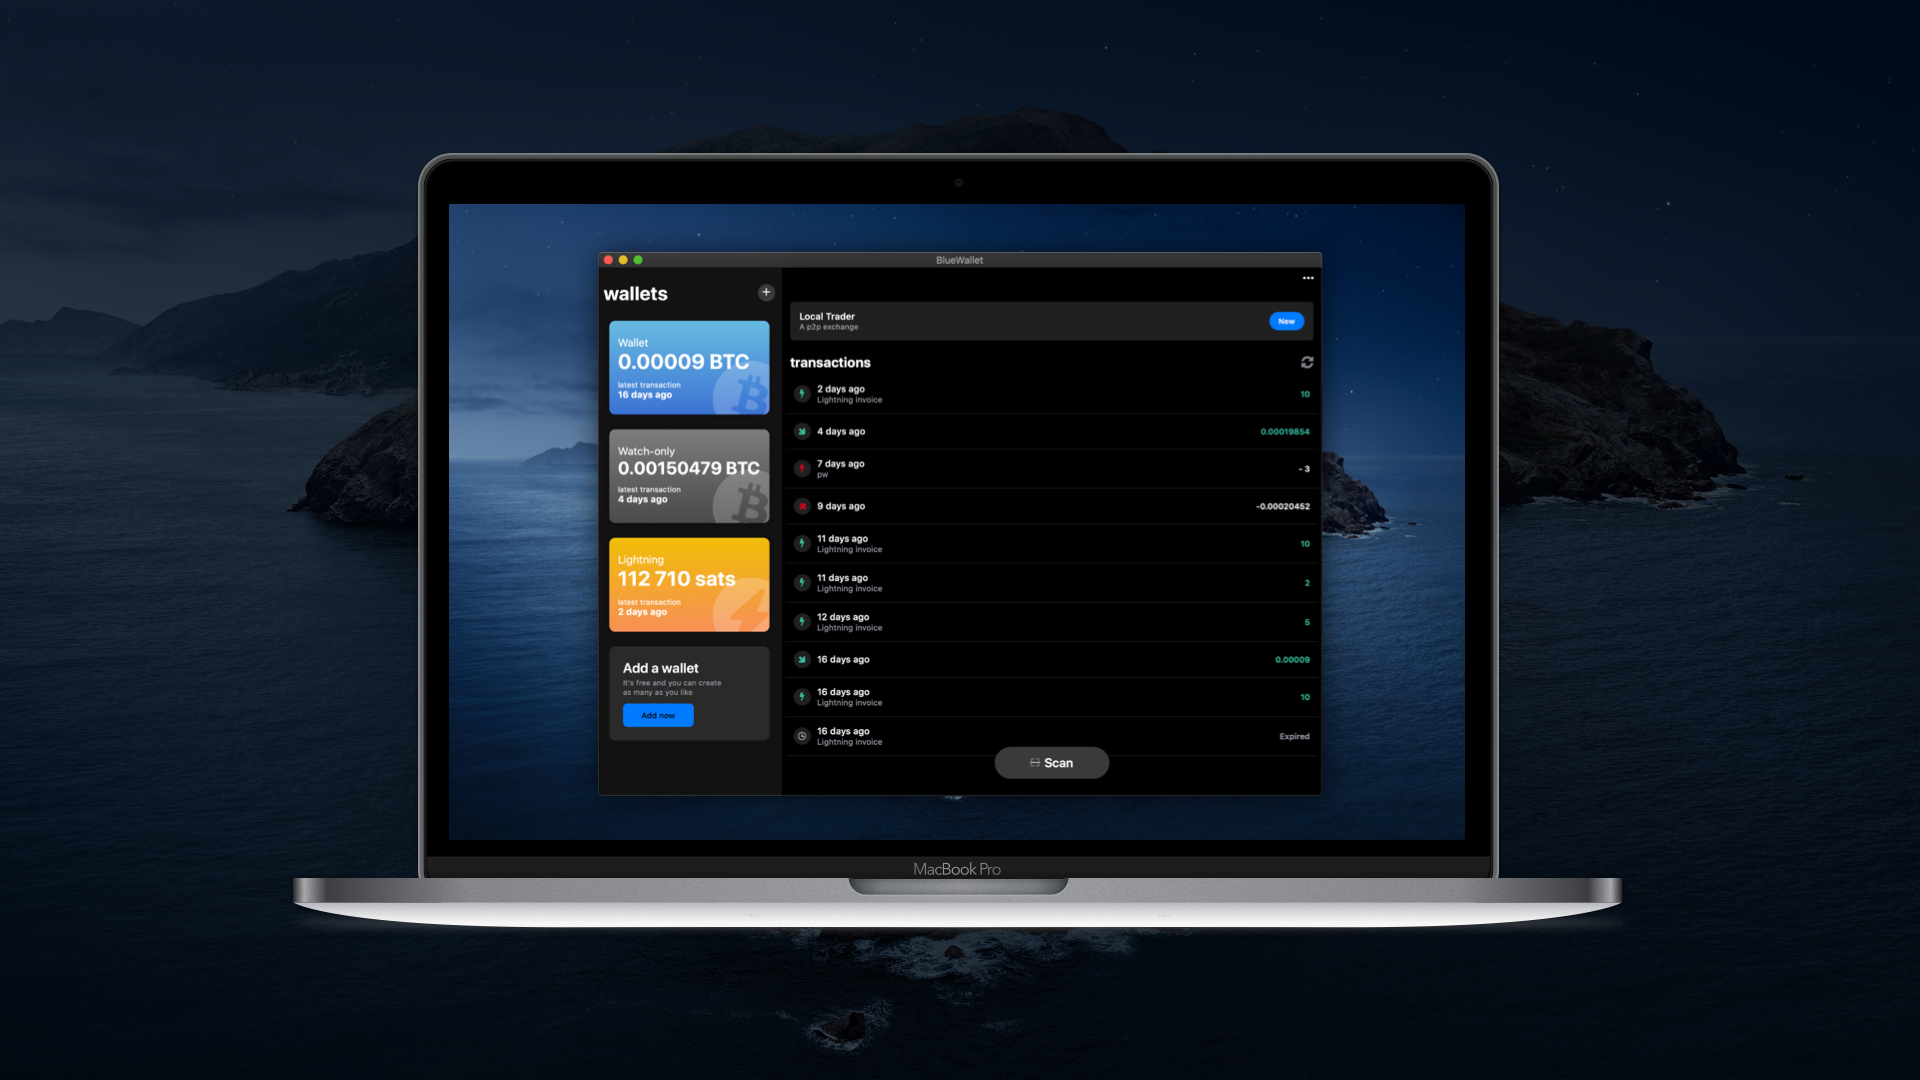 BlueWallet
wallets
Wallet
0.00009 BTC
latest transaction
16 days ago
Watch-only
0.00150479 BTC
latest transaction
4 days ago
Lightning
112 710 sats
latest transaction
2 days ago
Add a wallet
It's free and you can create
as many as you like
Add now
Local Trader
A p2p exchange
New
transactions
2 days ago
Lightning invoice
10
4 days ago
0.00019854
7 days ago
pw
- 3
9 days ago
-0.00020452
11 days ago
Lightning invoice
10
11 days ago
Lightning invoice
2
12 days ago
Lightning invoice
5
16 days ago
0.00009
16 days ago
Lightning invoice
10
16 days ago
Lightning invoice
Expired
Scan
MacBook Pro